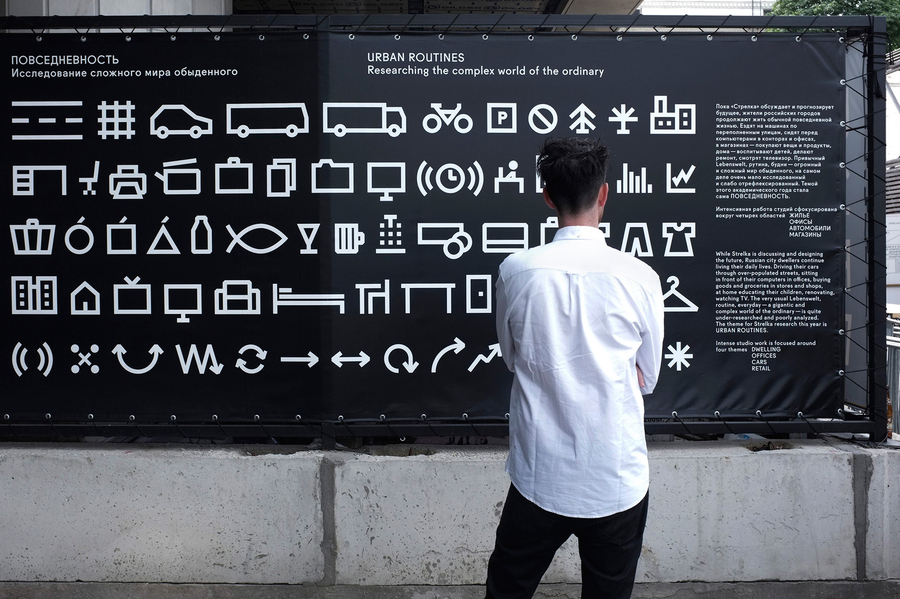 ПОВСЕДНЕВНОСТЬ
Исследование сложного мира обыденного
URBAN ROUTINES
Researching the complex world of the ordinary
P
Пока «Стрелка» обсуждает и прогнозирует
будущее, жители российских городов
продолжают жить обычной повседневной
жизнью. Ездят на машинах по
переполненным улицам, сидят перед
компьютерами в конторах и офисах,
в магазинах — покупают вещи и продукты,
дома — воспитывают детей, делают
ремонт, смотрят телевизор. Привычный
Lebenswelt, рутина, будни — огромный
и сложный мир обыденного, на самом
деле очень мало исследованный
и слабо отрефлексированный. Темой
этого академического года стала
сама ПОВСЕДНЕВНОСТЬ.
Интенсивная работа студий сфокусирована
вокруг четырех областей ЖИЛЬЕ
ОФИСЫ
АВТОМОБИЛИ
МАГАЗИНЫ
While Strelka is discussing and designing
the future, Russian city dwellers continue
living their daily lives. Driving their cars
through over-populated streets, sitting
in front of their computers in offices, buying
goods and groceries in stores and shops,
at home educating their children, renovating,
watching TV. The very usual Lebenswelt,
routine, everyday — a gigantic and
complex world of the ordinary — is quite
under-researched and poorly analyzed.
The theme for Strelka research this year is
URBAN ROUTINES.
Intense studio work is focused around
four themes DWELLING
OFFICES
CARS
RETAIL